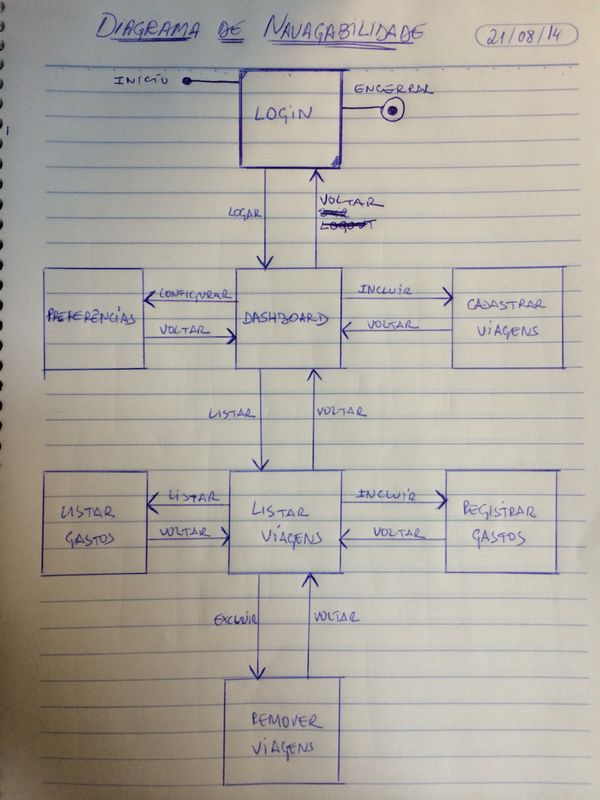 DIAGRAMA DE NAVAGABILIDADE
21/08/14
INICIO
LOGIN
ENCERRAR
LOGAR
VOLTAR
LOGOUT
PREFERÊNCIAS
CONFIGURAR
VOLTAR
DASHBOARD
INCLUIR
VOLTAR
CADASTRAR
VIAGENS
LISTAR
VOLTAR
LISTAR
GASTOS
LISTAR
VOLTAR
LISTAR
VIAGENS
INCLUIR
VOLTAR
REGISTRAR
GASTOS
EXCLUIR
VOLTAR
REMOVER
VIAGENS